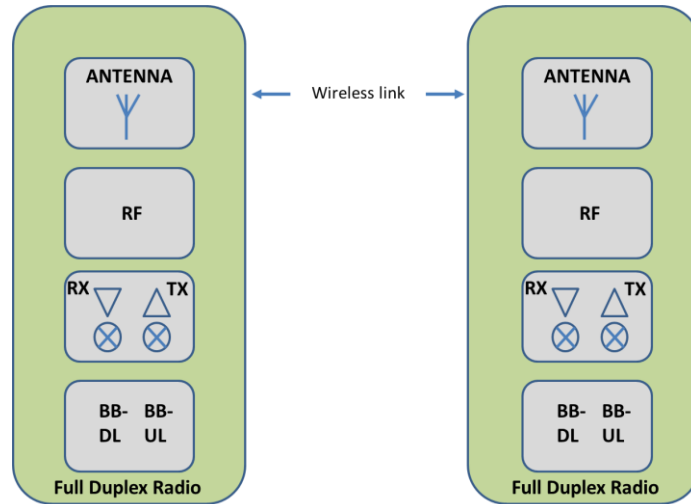 ANTENNA
RF
RX TX
BB- BB-
DL UL
Full Duplex Radio
Wireless link
ANTENNA
RF
RX TX
BB- BB-
DL UL
Full Duplex Radio